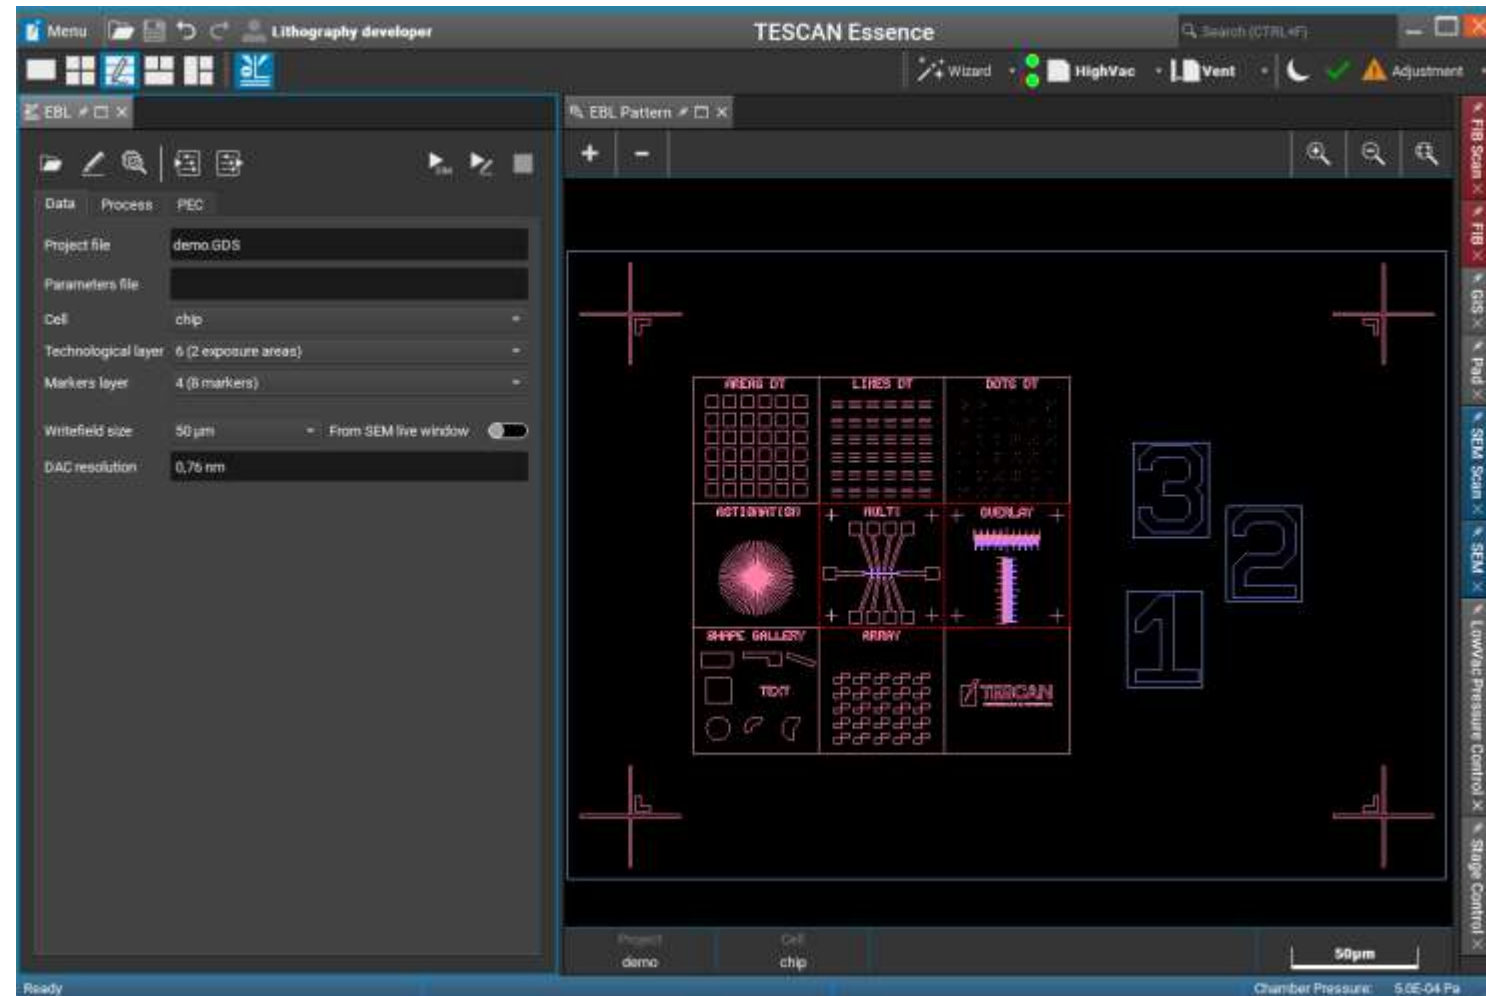 Menu
Lithography developer
TESCAN Essence
Search (CTRL+F)
Wizard
HighVac
Vent
Adjustment
EBL
EBL Pattern
Data
Process
PEC
Project file
demo.GDS
Parameters file
Cell
chip
Technological layer
6 (2 exposure areas)
Markers layer
4 (8 markers)
Writefield size
50 µm
From SEM live window
DAC resolution
0,76 nm
AREAS DT
LINES DT
DOTS DT
ASTIGMATISM
MULTI
OVERLAY
SHAPE GALLERY
ARRAY
TEXT
TESCAN
3
2
1
Project
demo
Cell
chip
50µm
FIB Scan
FIB
GIS
Pad
SEM Scan
SEM
LowVac Pressure Control
Stage Control
Ready
Chamber Pressure:
5.0E-04 Pa